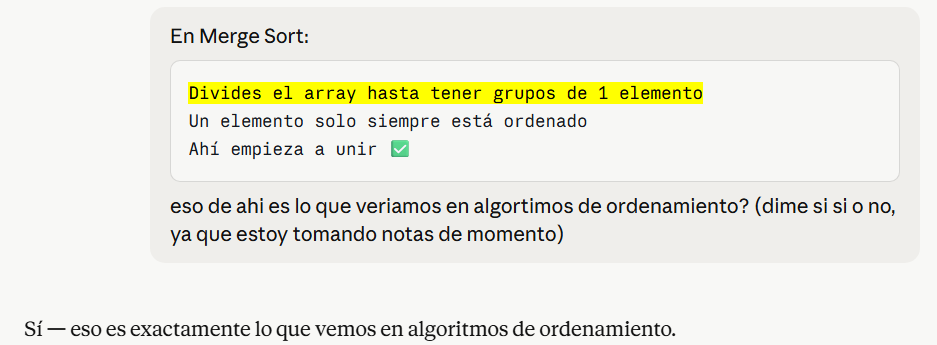 En Merge Sort:
Divides el array hasta tener grupos de 1 elemento
Un elemento solo siempre está ordenado
Ahí empieza a unir ✅
eso de ahi es lo que veriamos en algortimos de ordenamiento? (dime si si o no,
ya que estoy tomando notas de momento)
Sí — eso es exactamente lo que vemos en algoritmos de ordenamiento.